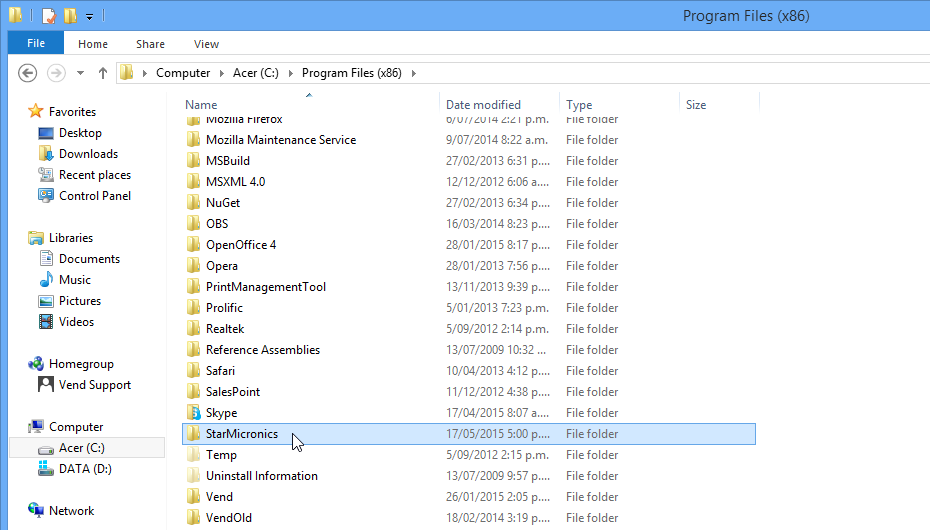 Program Files (x86)
File Home Share View
Computer Acer (C:) Program Files (x86)
Name Date modified Type Size
Favorites
Desktop
Downloads
Recent places
Control Panel
Libraries
Documents
Music
Pictures
Videos
Homegroup
Vend Support
Computer
Acer (C:)
DATA (D:)
Network
Mozilla Firefox 6/07/2014 2:21 p.m. File folder
Mozilla Maintenance Service 9/07/2014 8:22 a.m. File folder
MSBuild 27/02/2013 6:31 p.... File folder
MSXML 4.0 12/12/2012 6:06 a.... File folder
NuGet 27/02/2013 6:34 p.... File folder
OBS 16/03/2014 8:23 p.... File folder
OpenOffice 4 28/01/2015 8:17 p.... File folder
Opera 28/01/2013 7:56 p.... File folder
PrintManagementTool 13/11/2013 9:39 p.... File folder
Prolific 5/01/2013 7:23 p.m. File folder
Realtek 5/09/2012 2:14 p.m. File folder
Reference Assemblies 13/07/2009 10:32 ... File folder
Safari 10/04/2013 4:12 p.... File folder
SalesPoint 11/12/2012 4:38 p.... File folder
Skype 17/04/2015 8:07 a.... File folder
StarMicronics 17/05/2015 5:00 p.... File folder
Temp 5/09/2012 2:15 p.m. File folder
Uninstall Information 13/07/2009 9:57 p.... File folder
Vend 26/01/2015 2:05 p.... File folder
VendOld 18/02/2014 3:19 p.... File folder